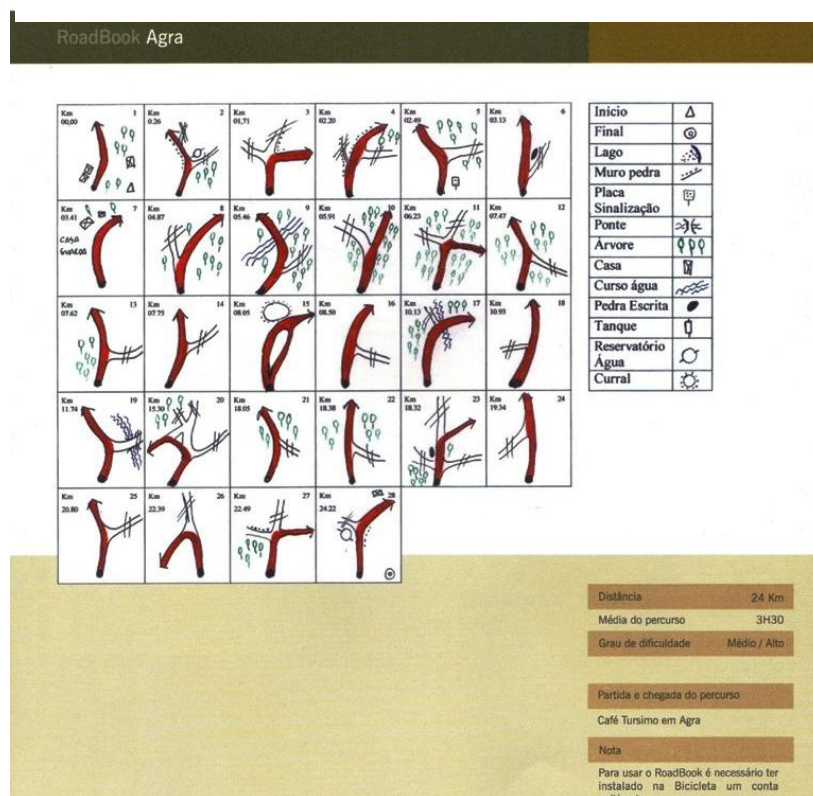 RoadBook Agra
Km 1
00,00
Km 2
0.26
Km 3
01,71
Km 4
02.20
Km 5
02.49
Km 6
03.13
Km 7
03.41
CASA
GUARDA
Km 8
04.87
Km 9
05.46
Km 10
05.91
Km 11
06.23
Km 12
07.47
Km 13
07.62
Km 14
07.75
Km 15
08.05
Km 16
08.50
Km 17
10.13
Km 18
10.93
Km 19
11.74
Km 20
15.30
Km 21
18.05
Km 22
18.38
Km 23
18.32
Km 24
19.34
Km 25
20.80
Km 26
22.39
Km 27
22.49
Km 28
24.22
Inicio
Final
Lago
Muro pedra
Placa
Sinalização
Ponte
Árvore
Casa
Curso água
Pedra Escrita
Tanque
Reservatório
Água
Curral
Distância 24 Km
Média do percurso 3H30
Grau de dificuldade Médio / Alto
Partida e chegada do percurso
Café Tursimo em Agra
Nota
Para usar o RoadBook é necessário ter
instalado na Bicicleta um conta